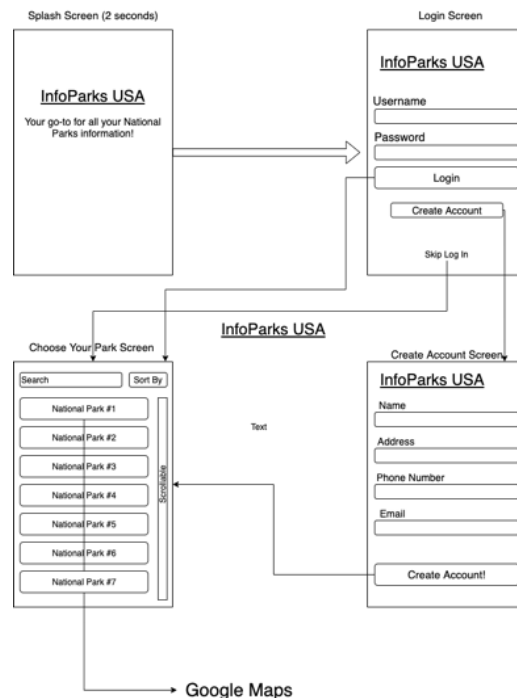 Splash Screen (2 seconds)
InfoParks USA
Your go-to for all your National
Parks information!
Login Screen
InfoParks USA
Username
Password
Login
Create Account
Skip Log In
InfoParks USA
Choose Your Park Screen
Search
Sort By
National Park #1
National Park #2
National Park #3
National Park #4
National Park #5
National Park #6
National Park #7
Scrollable
Text
Create Account Screen
InfoParks USA
Name
Address
Phone Number
Email
Create Account!
Google Maps